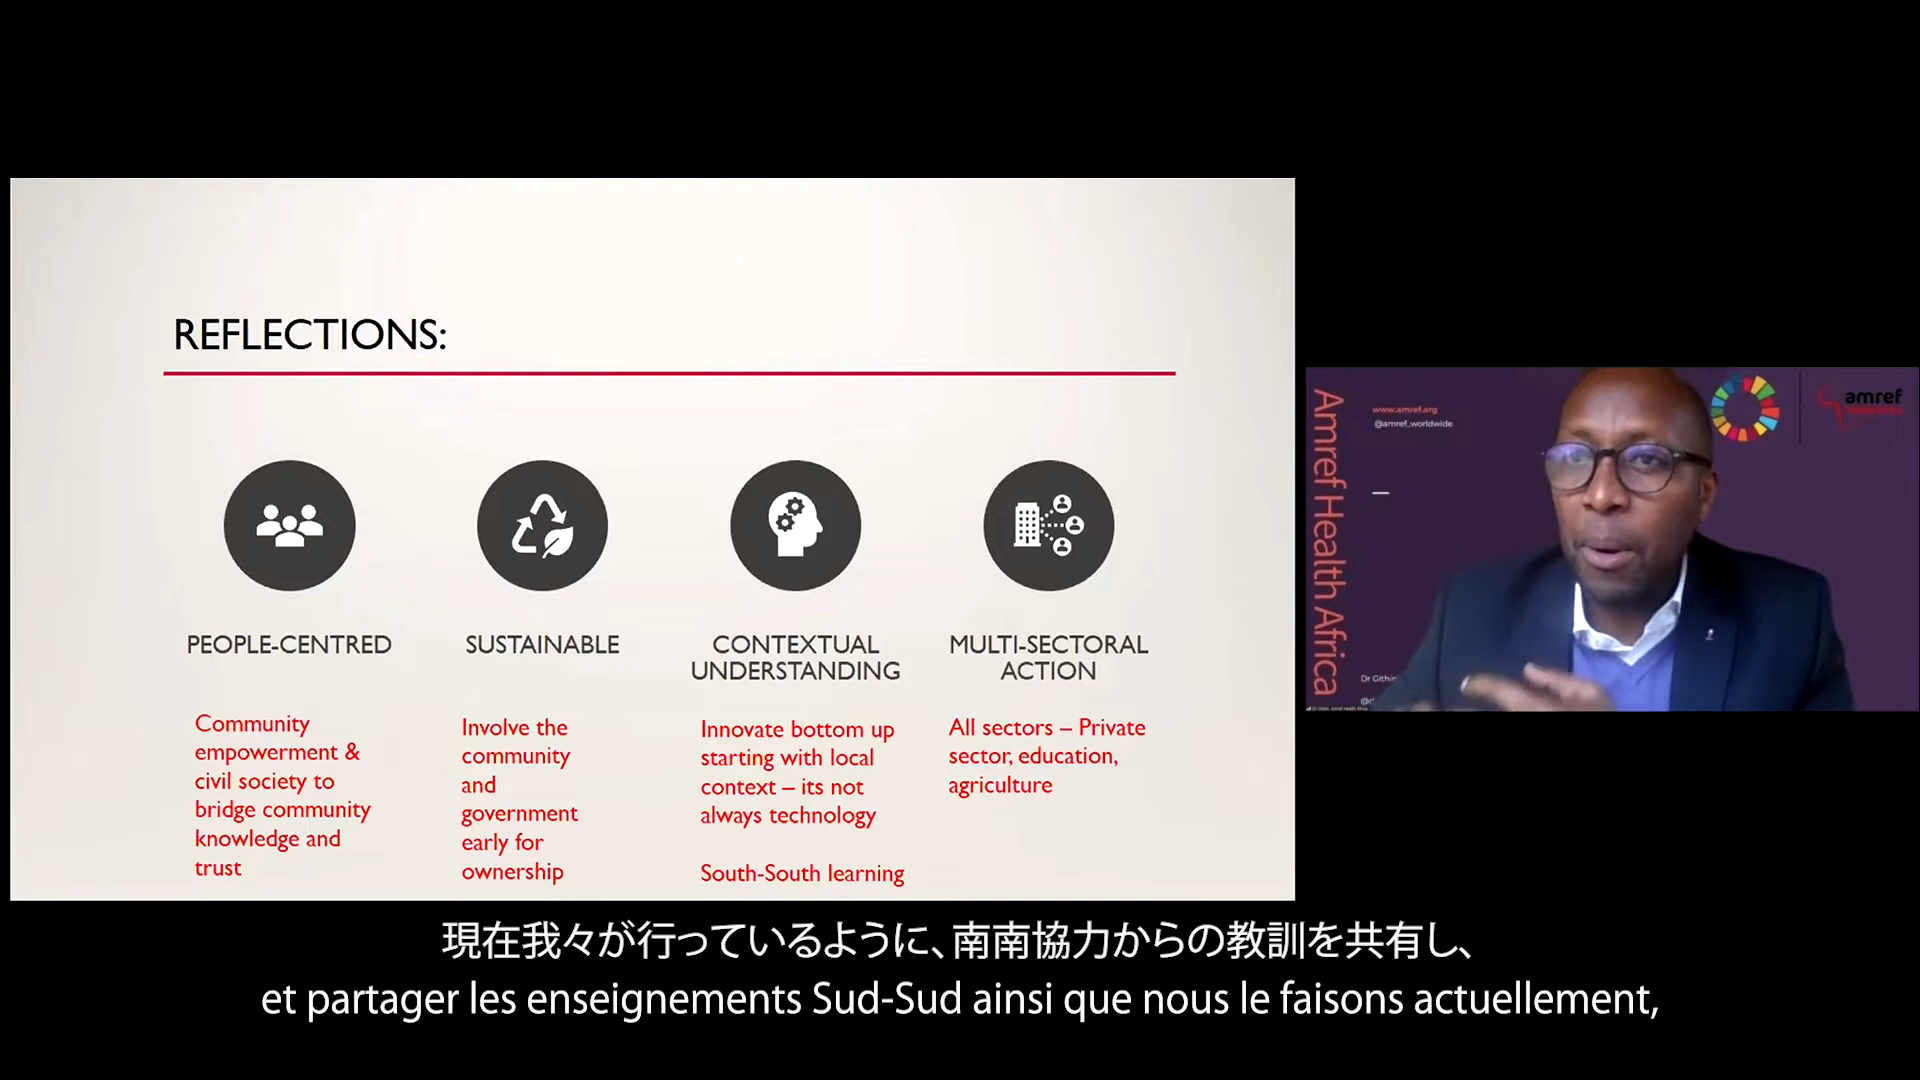 REFLECTIONS:
PEOPLE-CENTRED
Community
empowerment &
civil society to
bridge community
knowledge and
trust
SUSTAINABLE
Involve the
community
and
government
early for
ownership
CONTEXTUAL
UNDERSTANDING
Innovate bottom up
starting with local
context – its not
always technology
South-South learning
MULTI-SECTORAL
ACTION
All sectors – Private
sector, education,
agriculture
Amref Health Africa
www.amref.org
@amref_worldwide
amref
Dr Githin
現在我々が行っているように、南南協力からの教訓を共有し、
et partager les enseignements Sud-Sud ainsi que nous le faisons actuellement,